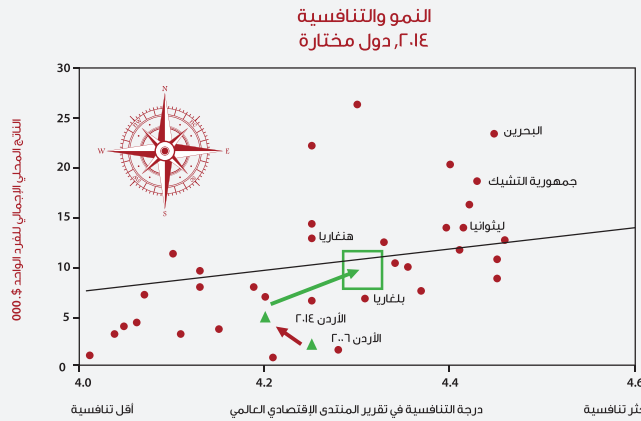 النمو والتنافسية
٢٠١٤, دول مختارة
الناتج المحلي الإجمالي للفرد الواحد $.000
30
25
20
15
10
5
0
N
W
E
S
البحرين
جمهورية التشيك
ليثوانيا
هنغاريا
بلغاريا
الأردن ٢٠١٤
الأردن ٢٠٠٦
4.0
4.2
4.4
4.6
أقل تنافسية
درجة التنافسية في تقرير المنتدى الإقتصادي العالمي
كثر تنافسية